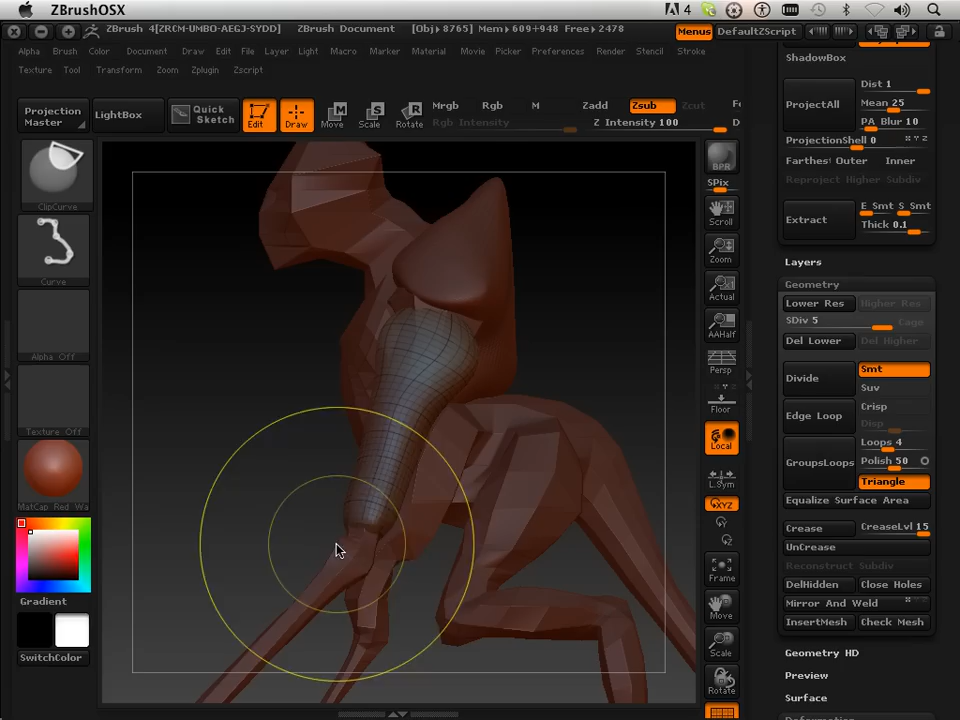 ZBrushOSX
4
ZBrush 4[ZRCM-UMBO-AEGJ-SYDD] ZBrush Document [Obj▸8765] Mem▸609+948 Free▸2478 Menus DefaultZScript
Alpha Brush Color Document Draw Edit File Layer Light Macro Marker Material Movie Picker Preferences Render Stencil Stroke
Texture Tool Transform Zoom Zplugin Zscript
ShadowBox
Projection Master
LightBox
Quick Sketch
Edit
Draw
Move
Scale
Rotate
Mrgb Rgb M Zadd Zsub Zcut
Rgb Intensity Z Intensity 100
ClipCurve
Curve
Alpha Off
Texture Off
MatCap Red Wa
Gradient
SwitchColor
BPR
SPix
Scroll
Zoom
Actual
AAHalf
Persp
Floor
Local
L.Sym
XYZ
Frame
Move
Scale
Rotate
ProjectAll
Dist 1
Mean 25
PA Blur 10
ProjectionShell 0
Farthest Outer Inner
Reproject Higher Subdiv
Extract
E Smt S Smt
Thick 0.1
Layers
Geometry
Lower Res Higher Res
SDiv 5 Cage
Del Lower Del Higher
Divide
Smt
Suv
Edge Loop
Crisp
Disp
GroupsLoops
Loops 4
Polish 50
Triangle
Equalize Surface Area
Crease CreaseLvl 15
UnCrease
Reconstruct Subdiv
DelHidden Close Holes
Mirror And Weld
InsertMesh Check Mesh
Geometry HD
Preview
Surface